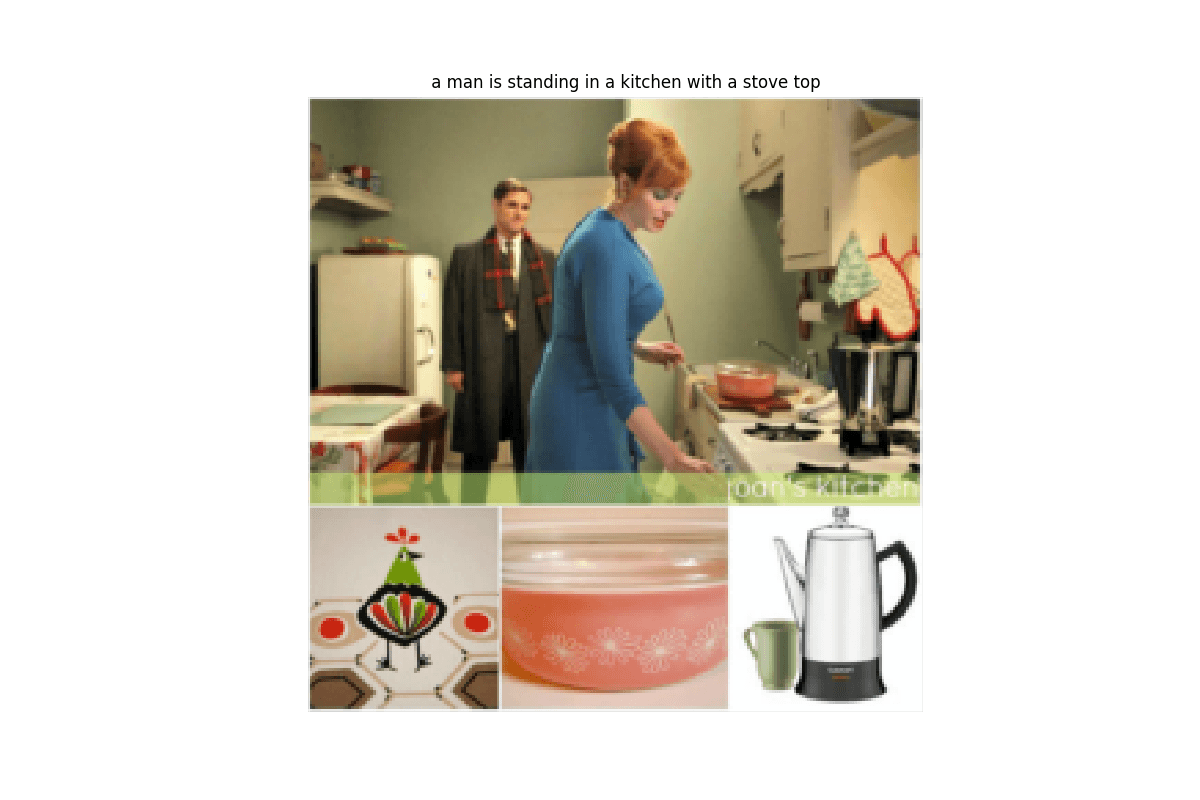 a man is standing in a kitchen with a stove top
joan's kitchen